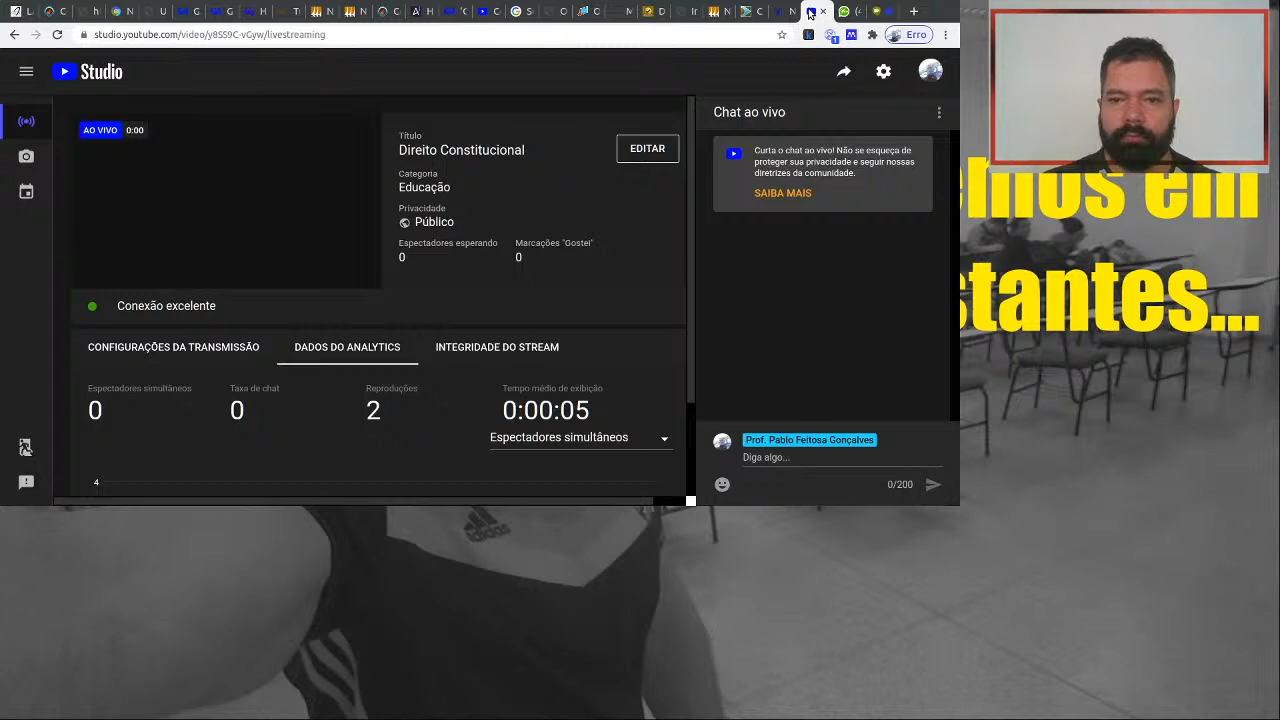 studio.youtube.com/video/y8SS9C-vGyw/livestreaming
Erro
Studio
AO VIVO 0:00
Título
Direito Constitucional
EDITAR
Categoria
Educação
Privacidade
Público
Espectadores esperando
Marcações "Gostei"
0
0
Conexão excelente
CONFIGURAÇÕES DA TRANSMISSÃO
DADOS DO ANALYTICS
INTEGRIDADE DO STREAM
Espectadores simultâneos
0
Taxa de chat
0
Reproduções
2
Tempo médio de exibição
0:00:05
Espectadores simultâneos
4
Chat ao vivo
Curta o chat ao vivo! Não se esqueça de
proteger sua privacidade e seguir nossas
diretrizes da comunidade.
SAIBA MAIS
Prof. Pablo Feitosa Gonçalves
Diga algo...
0/200
emos em
stantes...
adidas